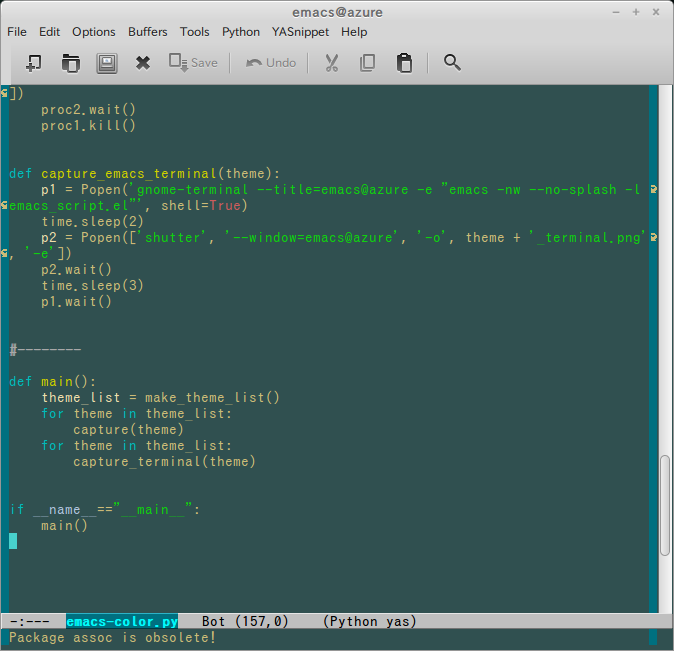 emacs@azure
File Edit Options Buffers Tools Python YASnippet Help
Save Undo
])
    proc2.wait()
    proc1.kill()
def capture_emacs_terminal(theme):
    p1 = Popen('gnome-terminal --title=emacs@azure -e "emacs -nw --no-splash -l
emacs_script.el"', shell=True)
    time.sleep(2)
    p2 = Popen(['shutter', '--window=emacs@azure', '-o', theme + '_terminal.png'
, '-e'])
    p2.wait()
    time.sleep(3)
    p1.wait()
#--------
def main():
    theme_list = make_theme_list()
    for theme in theme_list:
        capture(theme)
    for theme in theme_list:
        capture_terminal(theme)
if __name__=="__main__":
    main()
-:--- emacs-color.py Bot (157,0) (Python yas)
Package assoc is obsolete!